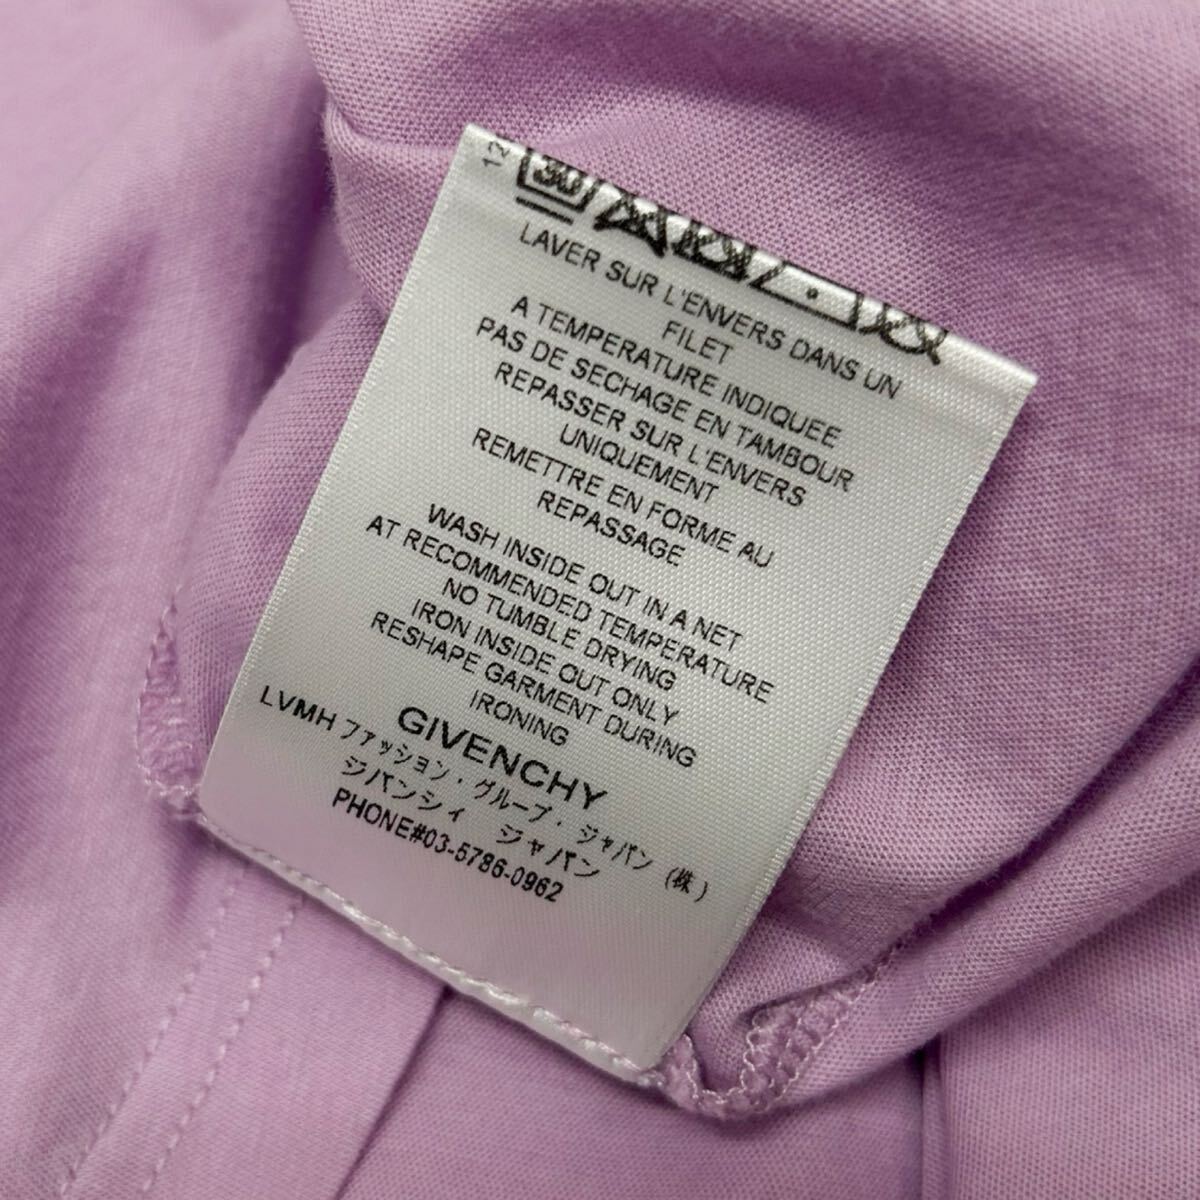 12
30
LAVER SUR L'ENVERS DANS UN
FILET
A TEMPERATURE INDIQUEE
PAS DE SECHAGE EN TAMBOUR
REPASSER SUR L'ENVERS
UNIQUEMENT
REMETTRE EN FORME AU
REPASSAGE
WASH INSIDE OUT IN A NET
AT RECOMMENDED TEMPERATURE
NO TUMBLE DRYING
IRON INSIDE OUT ONLY
RESHAPE GARMENT DURING
IRONING
GIVENCHY
LVMH ファッション・グループ・ジャパン (株)
ジバンシィ ジャパン
PHONE#03-5786-0962